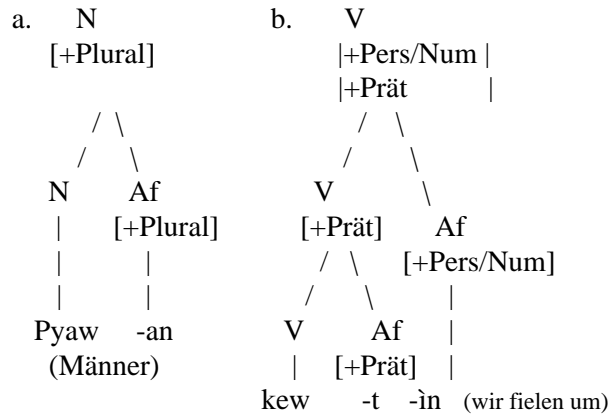 a. N b. V
[+Plural] |+Pers/Num |
|+Prät |
/ \ / \
/ \ / \
N Af V \
| [+Plural] [+Prät] Af
| | / \ [+Pers/Num]
| | / \ |
Pyaw -an V Af |
(Männer) | [+Prät] |
kew -t -ìn (wir fielen um)